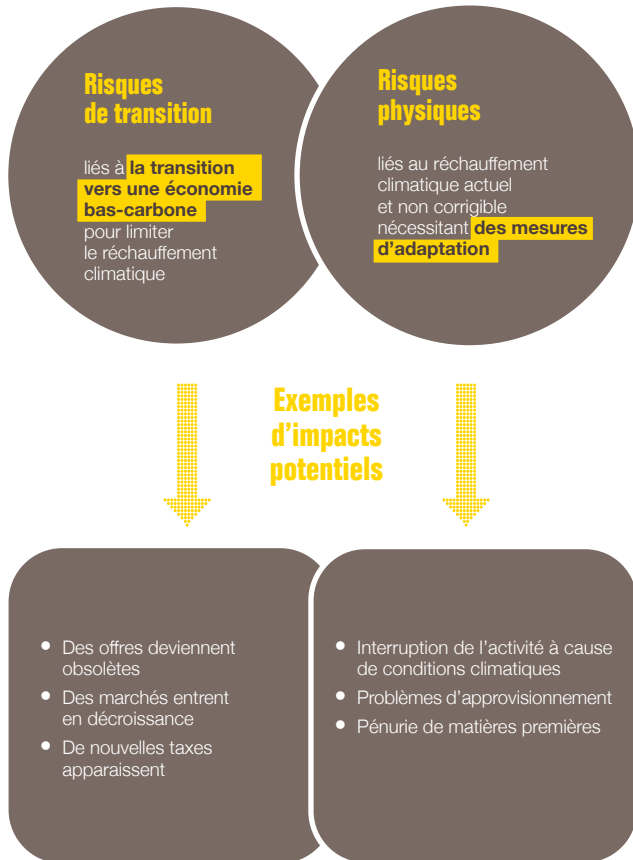 Risques
de transition
liés à la transition
vers une économie
bas-carbone
pour limiter
le réchauffement
climatique
Risques
physiques
liés au réchauffement
climatique actuel
et non corrigible
nécessitant des mesures
d’adaptation
Exemples
d’impacts
potentiels
• Des offres deviennent
obsolètes
• Des marchés entrent
en décroissance
• De nouvelles taxes
apparaissent
• Interruption de l’activité à cause
de conditions climatiques
• Problèmes d’approvisionnement
• Pénurie de matières premières